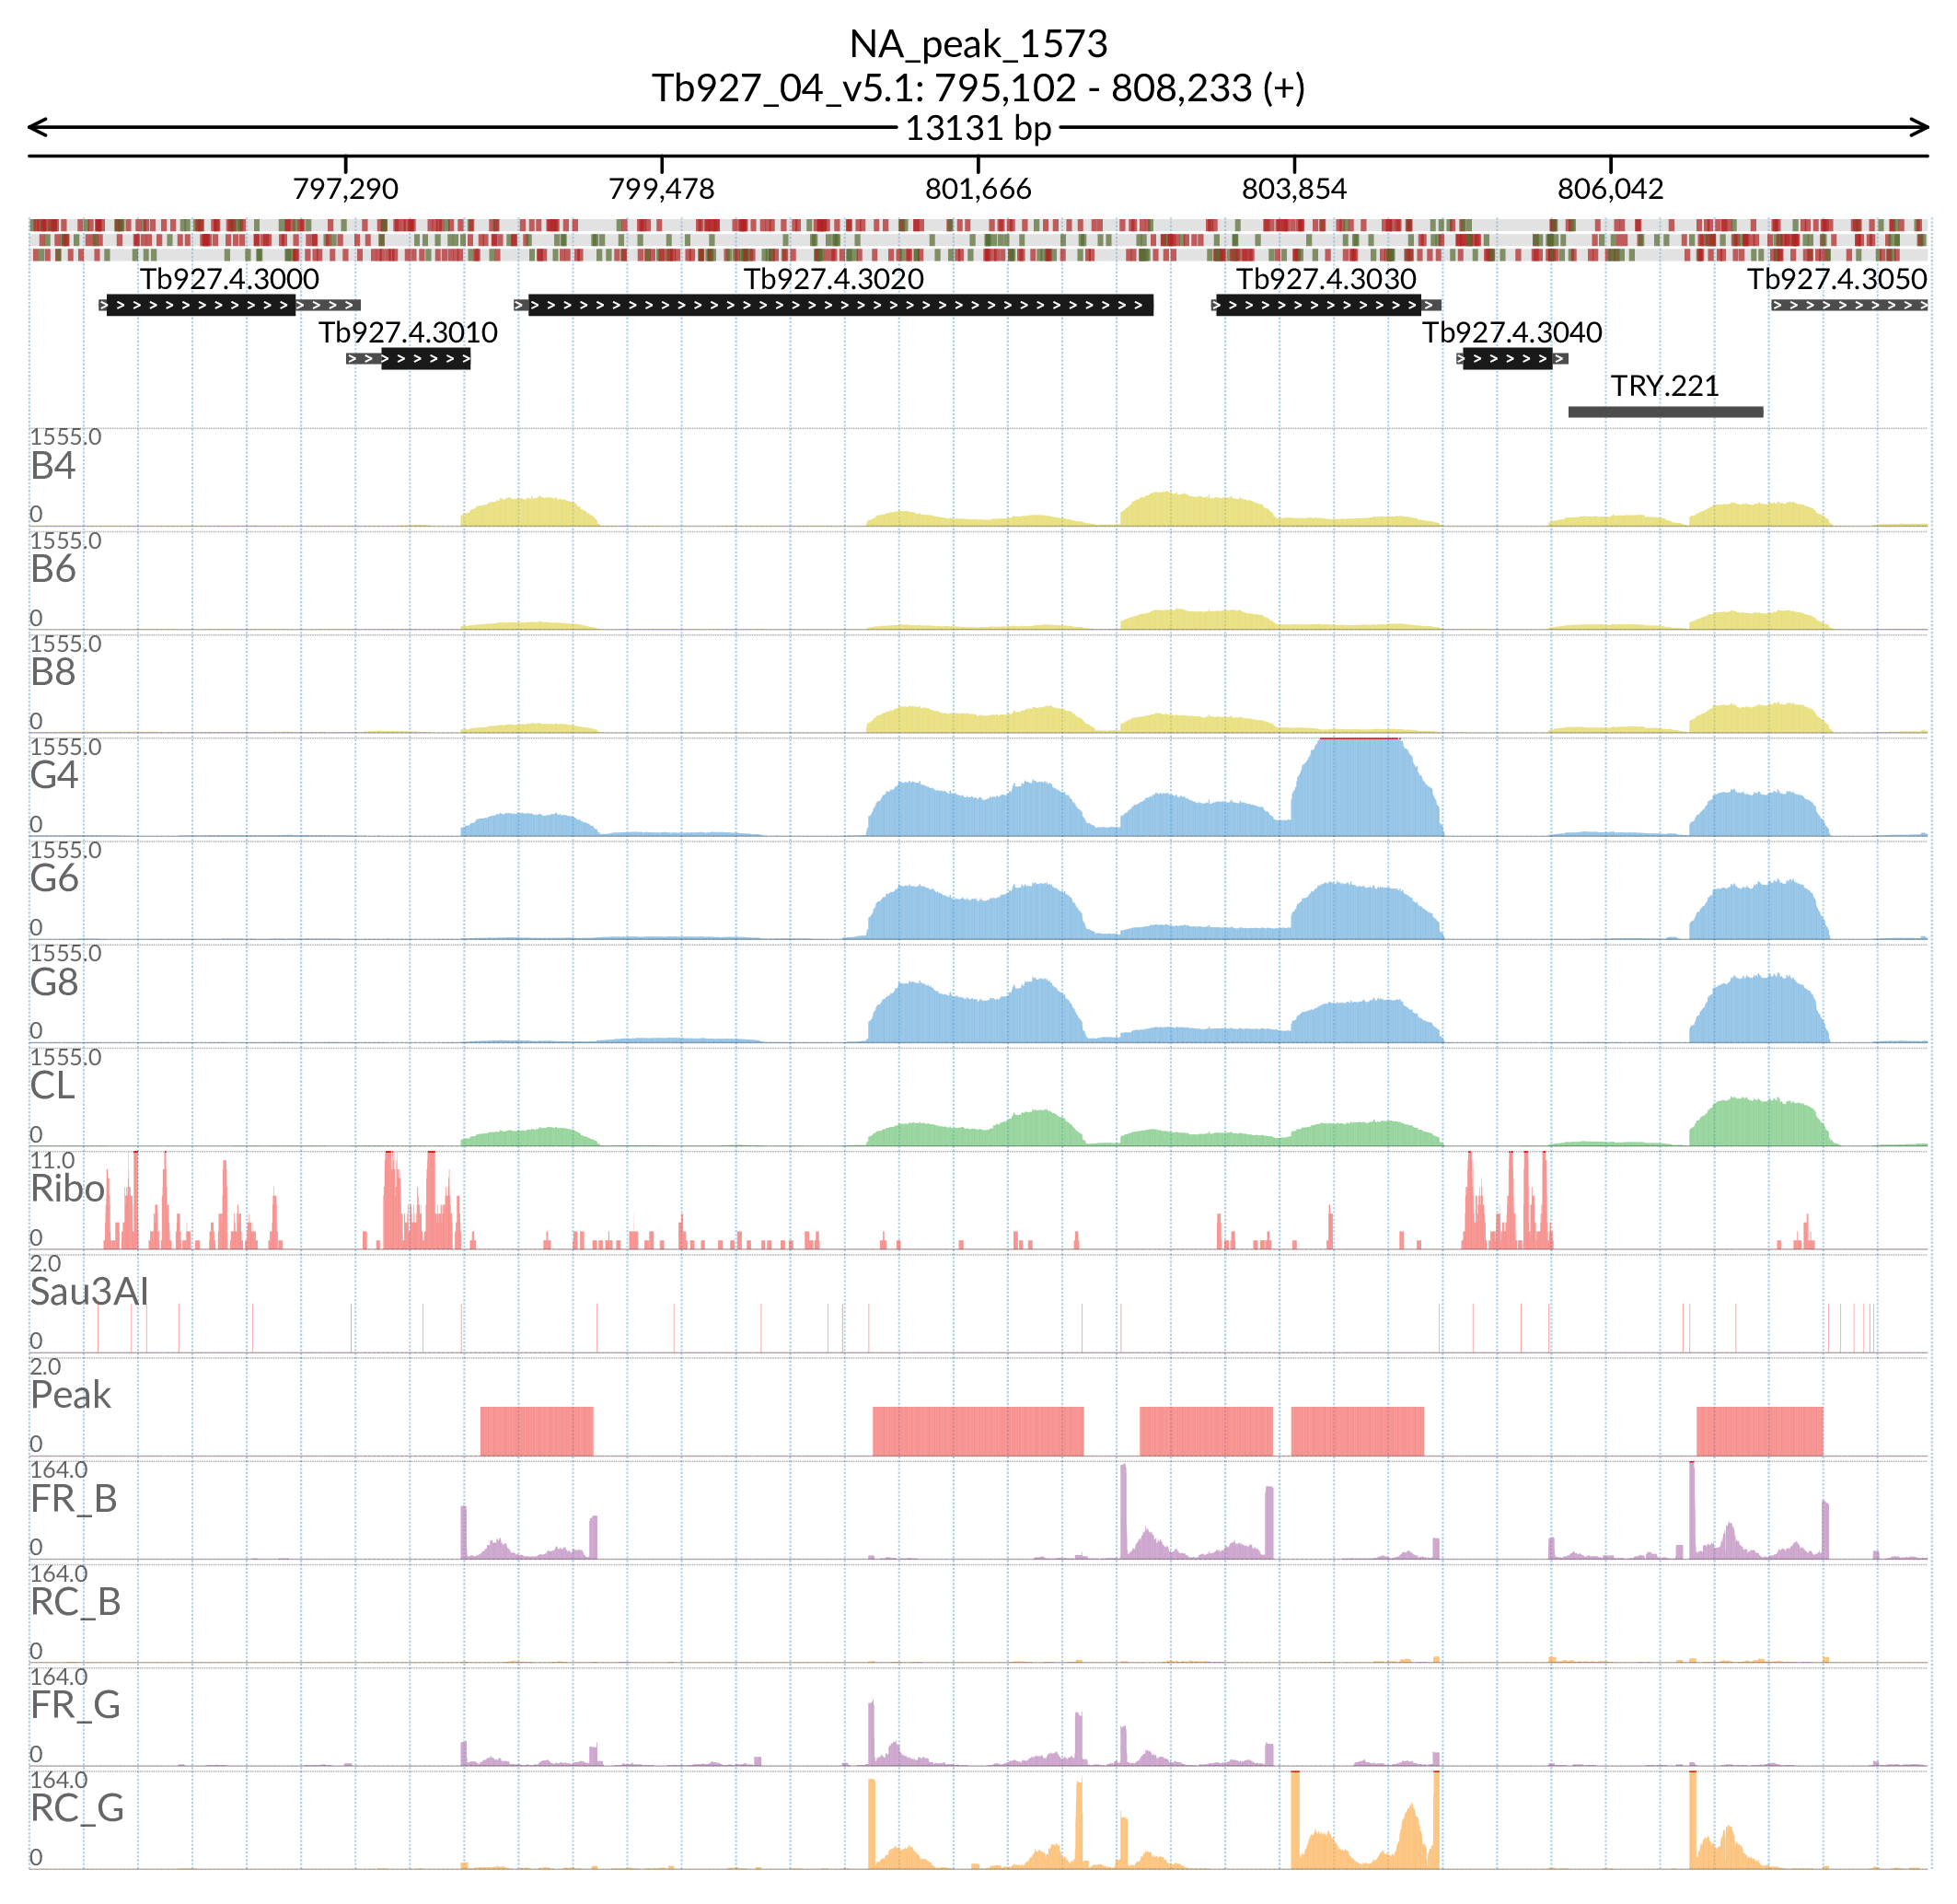 NA_peak_1573
Tb927_04_v5.1: 795,102 - 808,233 (+)
13131 bp
797,290 799,478 801,666 803,854 806,042
Tb927.4.3000 Tb927.4.3020 Tb927.4.3030 Tb927.4.3050
Tb927.4.3010 Tb927.4.3040
TRY.221
1555.0
B4
0
1555.0
B6
0
1555.0
B8
0
1555.0
G4
0
1555.0
G6
0
1555.0
G8
0
1555.0
CL
0
11.0
Ribo
0
2.0
Sau3AI
0
2.0
Peak
0
164.0
FR_B
0
164.0
RC_B
0
164.0
FR_G
0
164.0
RC_G
0